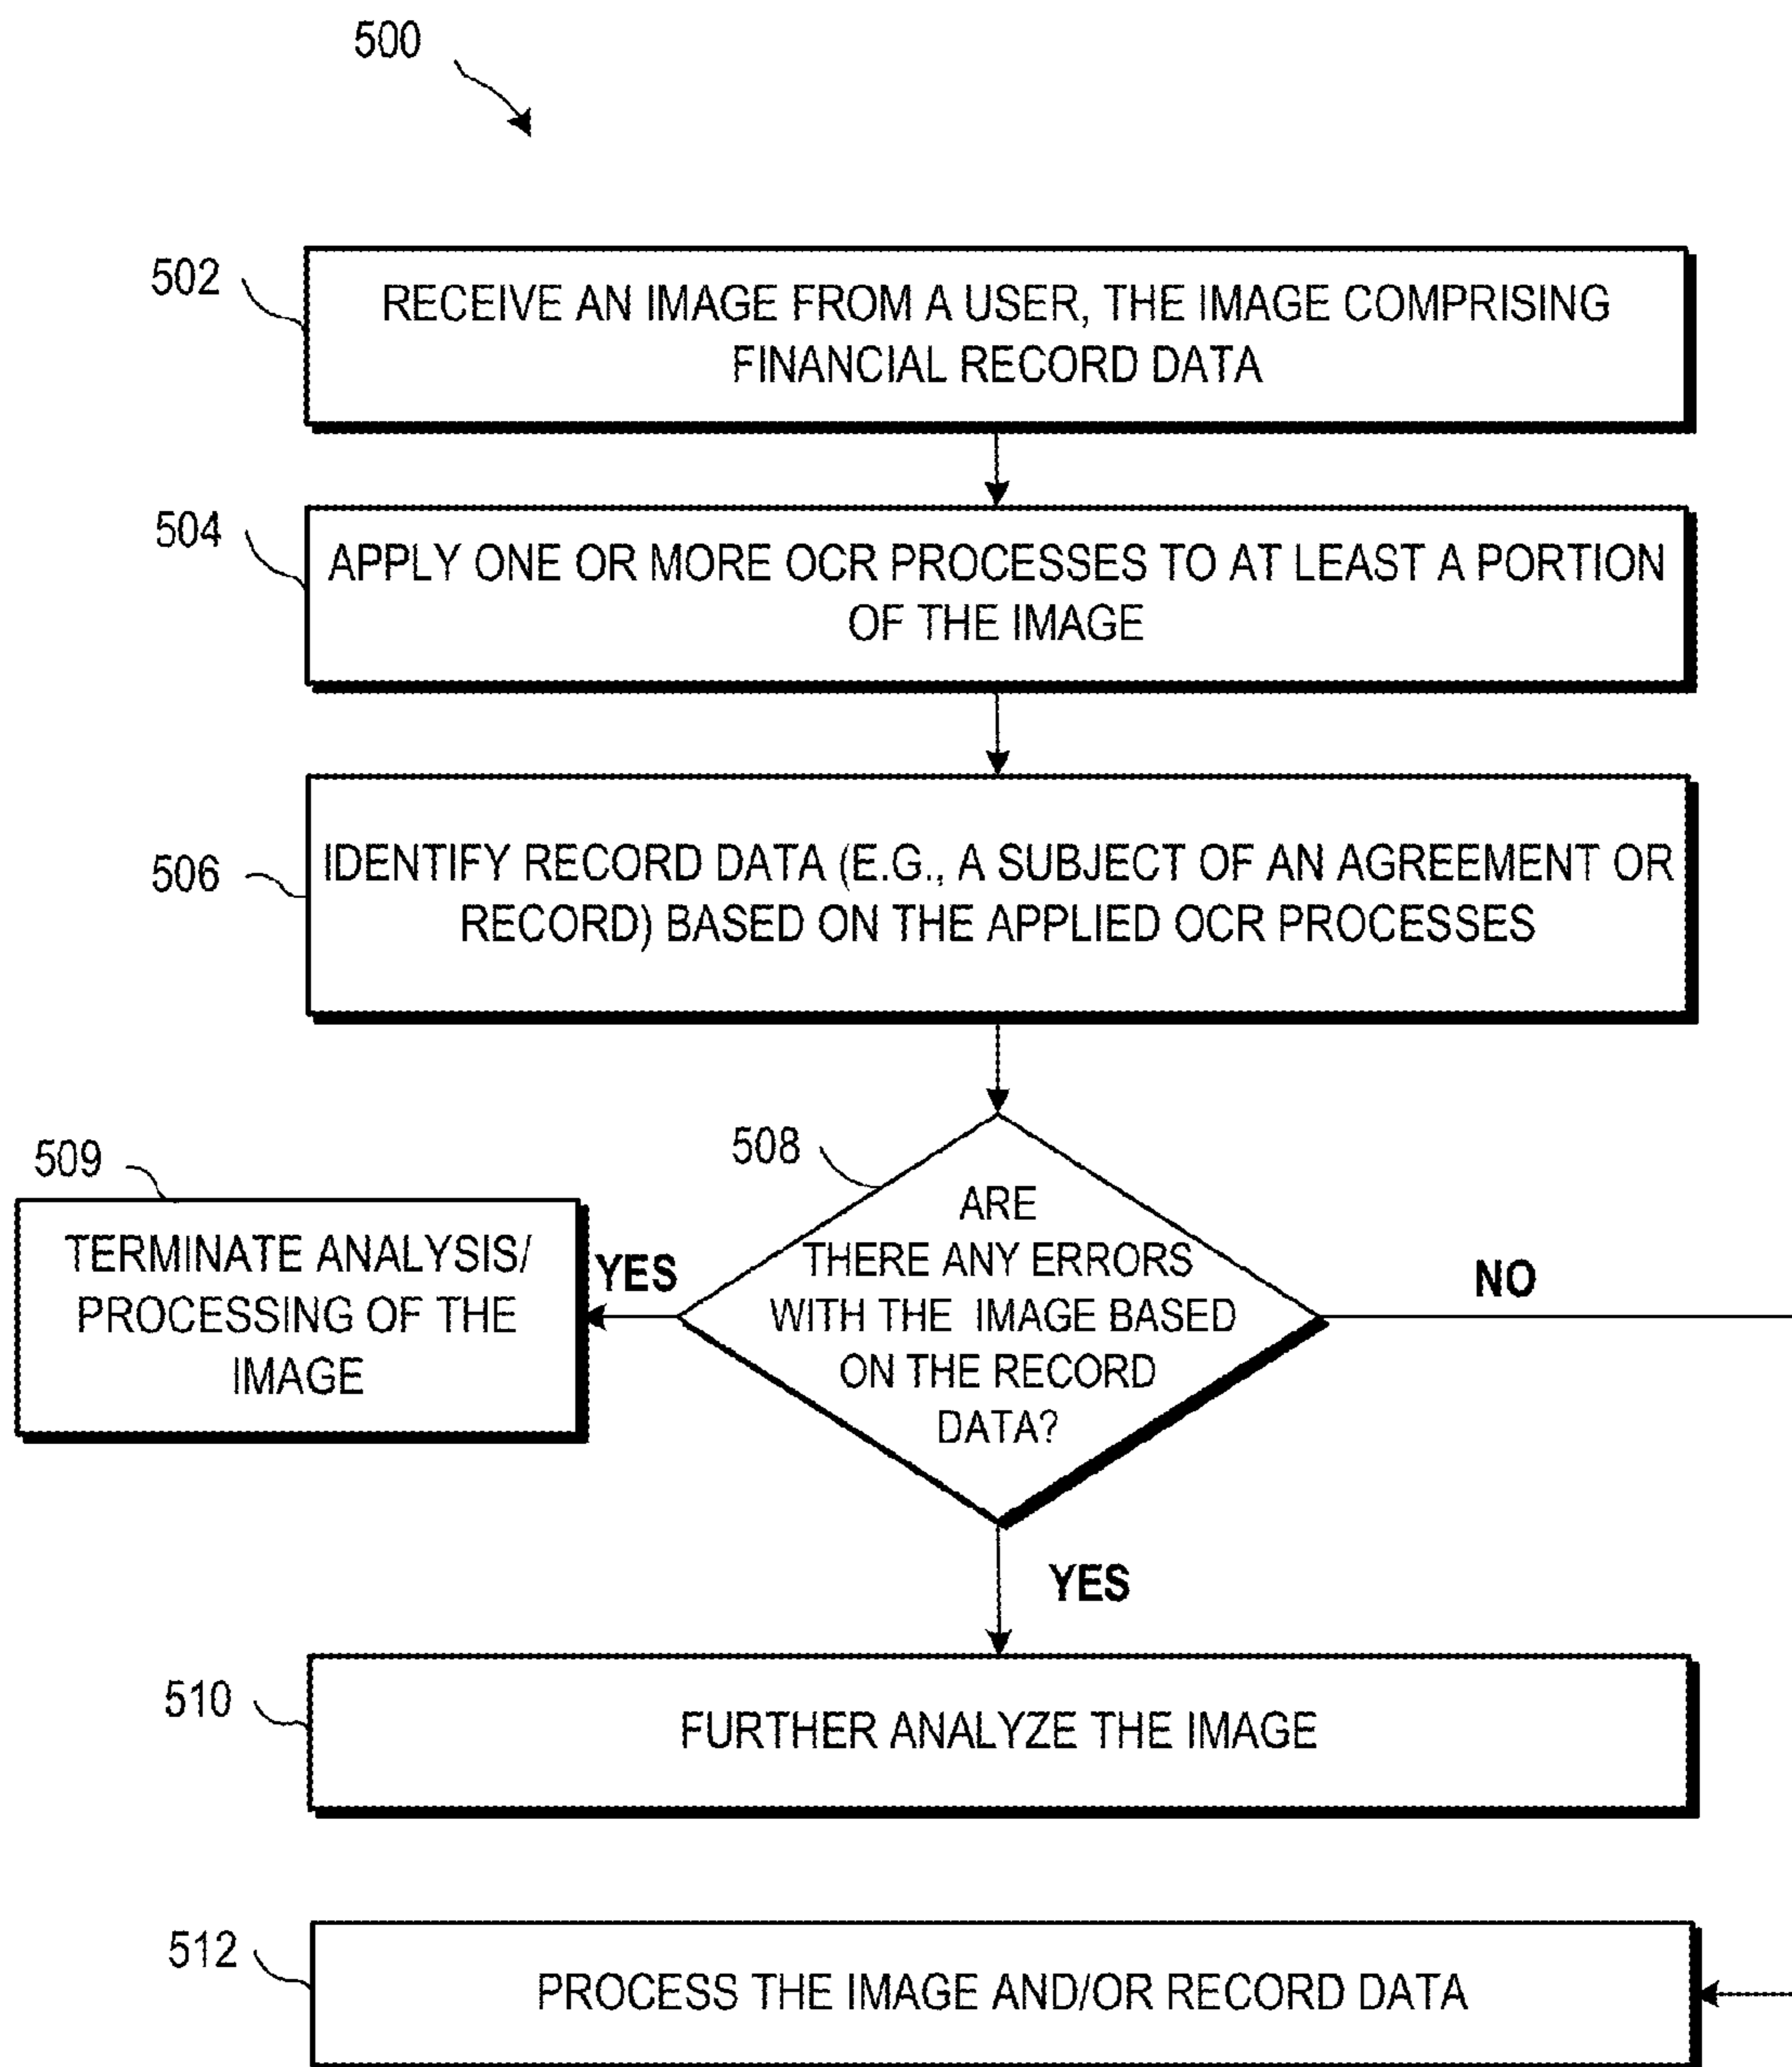 500
502
RECEIVE AN IMAGE FROM A USER, THE IMAGE COMPRISING
FINANCIAL RECORD DATA
504
APPLY ONE OR MORE OCR PROCESSES TO AT LEAST A PORTION
OF THE IMAGE
506
IDENTIFY RECORD DATA (E.G., A SUBJECT OF AN AGREEMENT OR
RECORD) BASED ON THE APPLIED OCR PROCESSES
508
ARE
THERE ANY ERRORS
WITH THE IMAGE BASED
ON THE RECORD
DATA?
509
TERMINATE ANALYSIS/
PROCESSING OF THE
IMAGE
YES
NO
YES
510
FURTHER ANALYZE THE IMAGE
512
PROCESS THE IMAGE AND/OR RECORD DATA